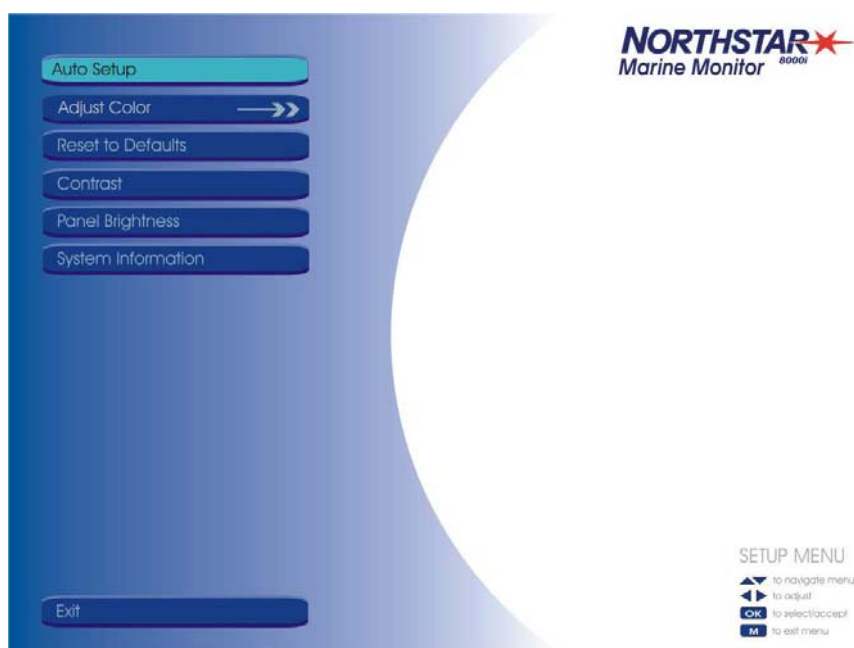 NORTHSTAR
8000i
Marine Monitor
Auto Setup
Adjust Color
Reset to Defaults
Contrast
Panel Brightness
System Information
Exit
SETUP MENU
to navigate menu
to adjust
OK to select/accept
M to exit menu